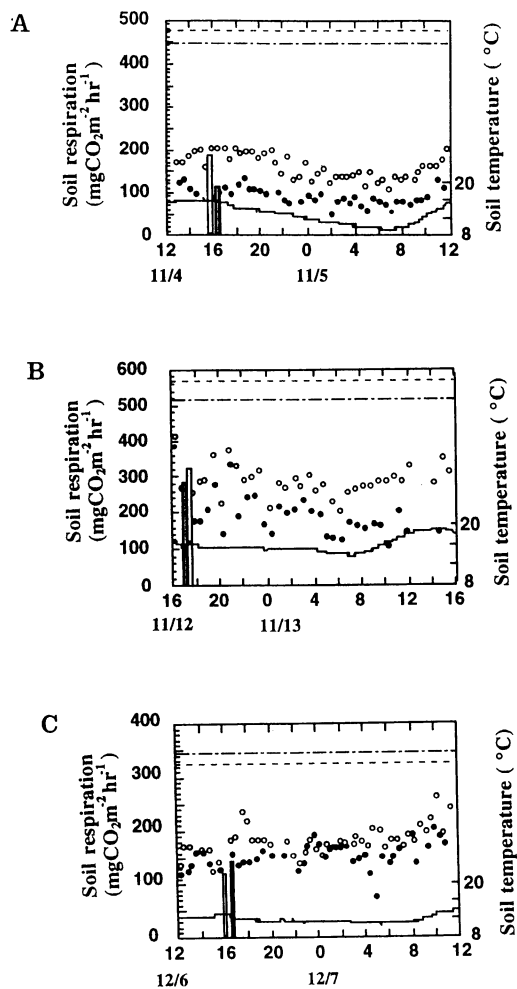 A
500
400
300
200
100
0
Soil respiration
(mgCO₂m⁻²hr⁻¹)
20
8
Soil temperature ( °C)
12 16 20 0 4 8 12
11/4 11/5
B
600
500
400
300
200
100
0
Soil respiration
(mgCO₂m⁻²hr⁻¹)
20
8
Soil temperature ( °C)
16 20 0 4 8 12 16
11/12 11/13
C
400
300
200
100
0
Soil respiration
(mgCO₂m⁻²hr⁻¹)
20
8
Soil temperature ( °C)
12 16 20 0 4 8 12
12/6 12/7